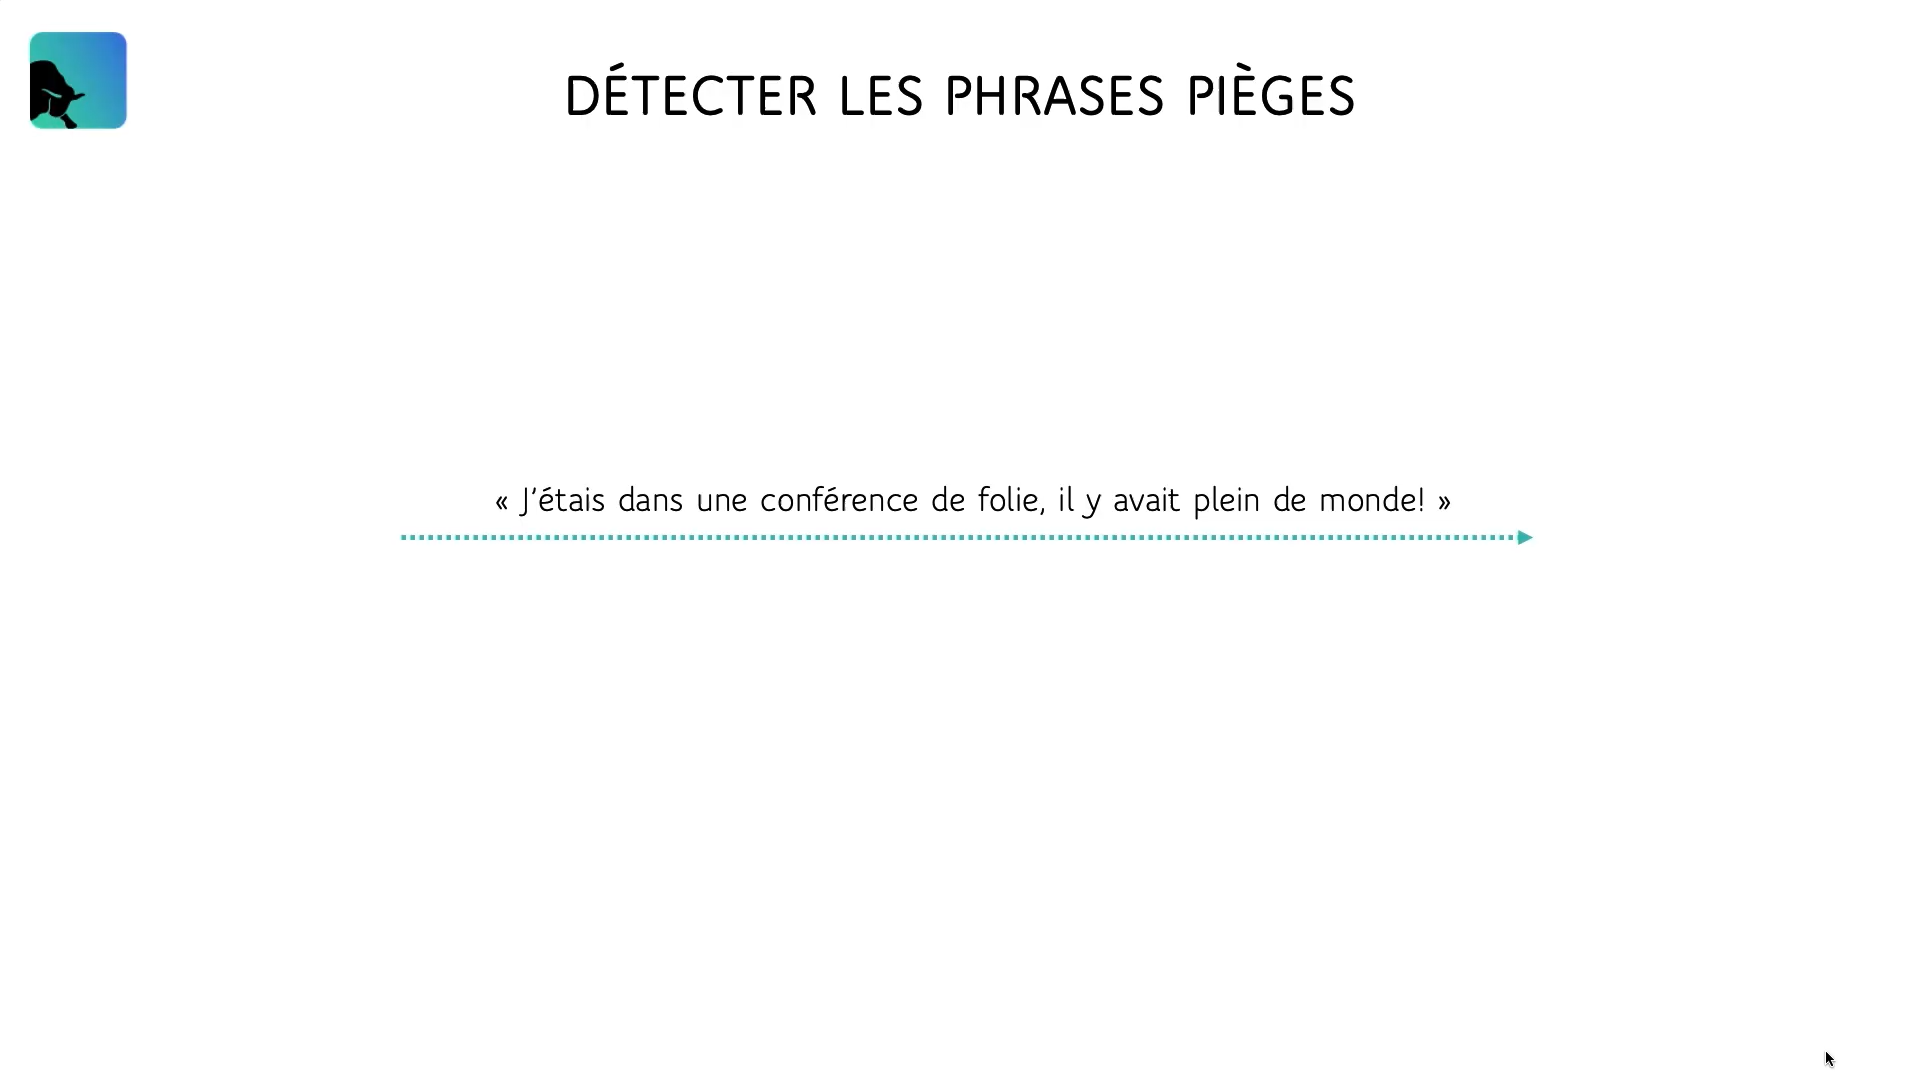 DÉTECTER LES PHRASES PIÈGES
« J'étais dans une conférence de folie, il y avait plein de monde! »